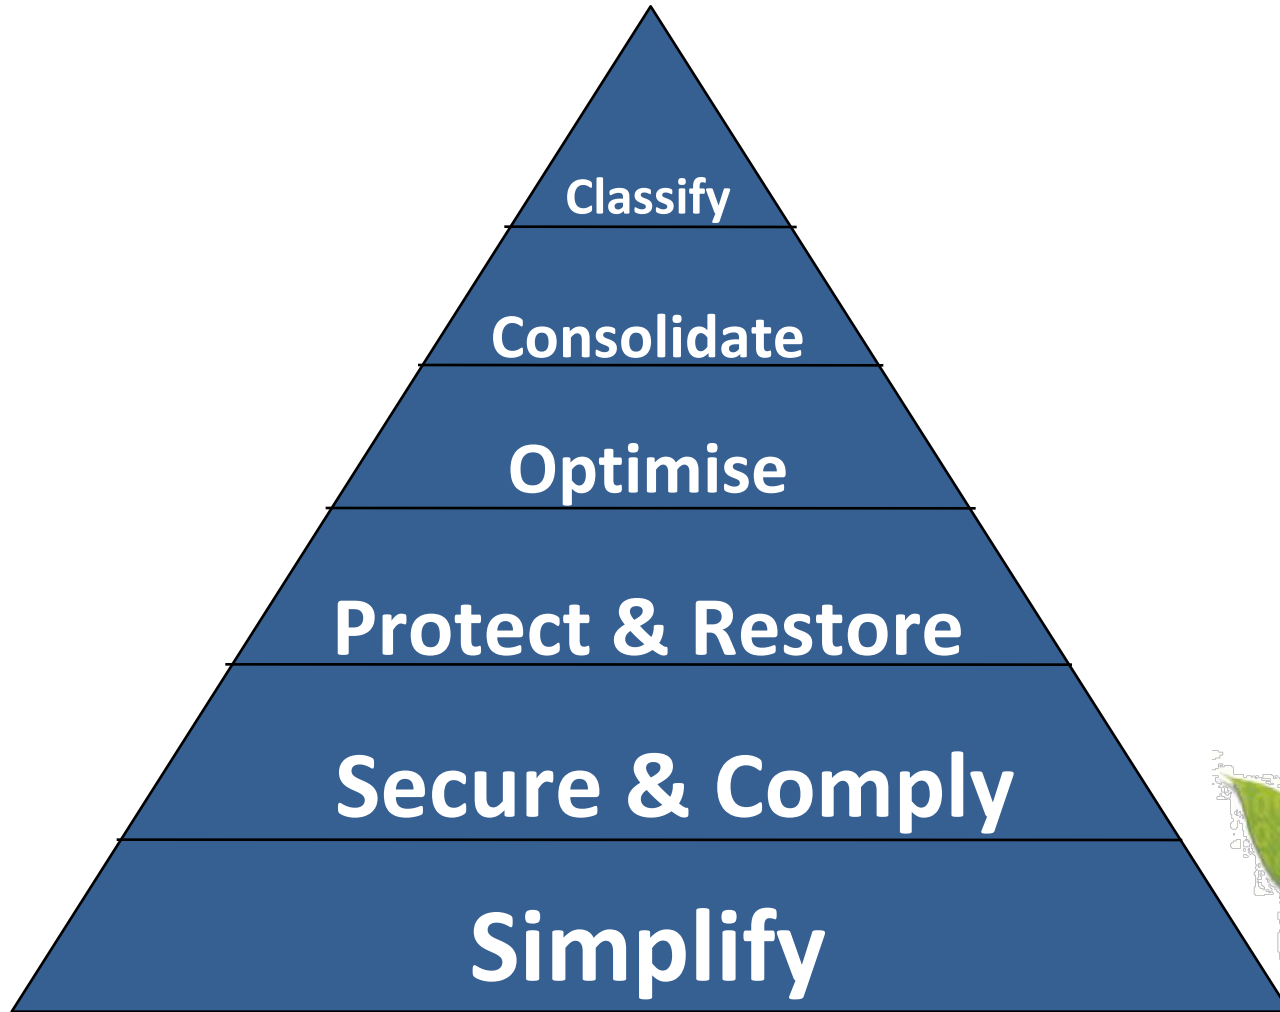 Classify
Consolidate
Optimise
Protect & Restore
Secure & Comply
Simplify